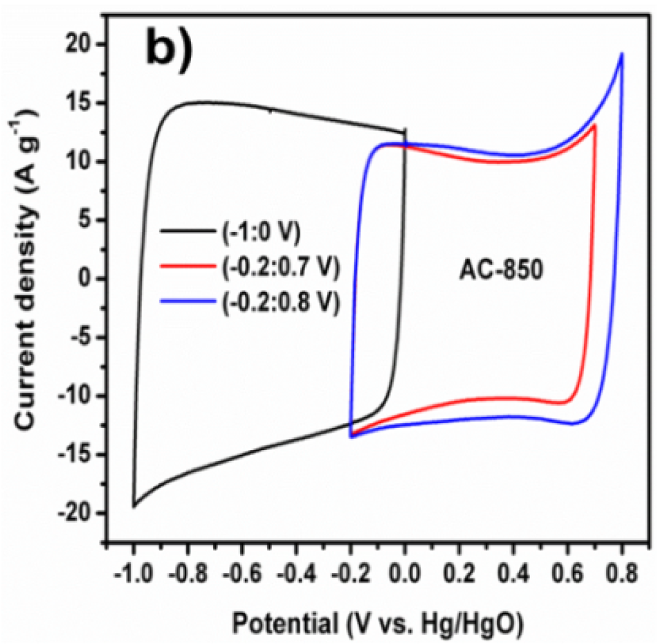 b)
20
15
10
5
0
-5
-10
-15
-20
Current density (A g⁻¹)
(-1:0 V)
(-0.2:0.7 V)
(-0.2:0.8 V)
AC-850
-1.0 -0.8 -0.6 -0.4 -0.2 0.0 0.2 0.4 0.6 0.8
Potential (V vs. Hg/HgO)